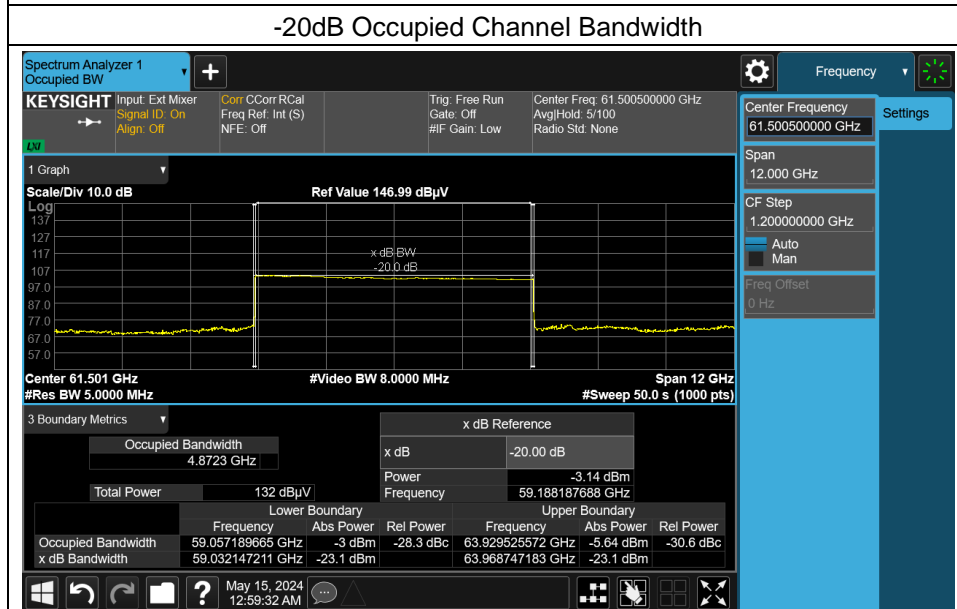 -20dB Occupied Channel Bandwidth
Spectrum Analyzer 1
Occupied BW
Frequency
KEYSIGHT
Input: Ext Mixer
Signal ID: On
Align: Off
Corr CCorr RCal
Freq Ref: Int (S)
NFE: Off
Trig: Free Run
Gate: Off
#IF Gain: Low
Center Freq: 61.500500000 GHz
Avg|Hold: 5/100
Radio Std: None
LXI
Center Frequency
61.500500000 GHz
Settings
Span
12.000 GHz
CF Step
1.200000000 GHz
Auto
Man
Freq Offset
0 Hz
1 Graph
Scale/Div 10.0 dB
Ref Value 146.99 dBµV
Log
137
127
117
107
97.0
87.0
77.0
67.0
57.0
x dB BW
-20.0 dB
Center 61.501 GHz
#Video BW 8.0000 MHz
Span 12 GHz
#Res BW 5.0000 MHz
#Sweep 50.0 s (1000 pts)
3 Boundary Metrics
Occupied Bandwidth
4.8723 GHz
Total Power 132 dBµV
x dB Reference
x dB -20.00 dB
Power -3.14 dBm
Frequency 59.188187688 GHz
Lower Boundary Upper Boundary
Frequency Abs Power Rel Power Frequency Abs Power Rel Power
Occupied Bandwidth 59.057189665 GHz -3 dBm -28.3 dBc 63.929525572 GHz -5.64 dBm -30.6 dBc
x dB Bandwidth 59.032147211 GHz -23.1 dBm 63.968747183 GHz -23.1 dBm
?
May 15, 2024
12:59:32 AM